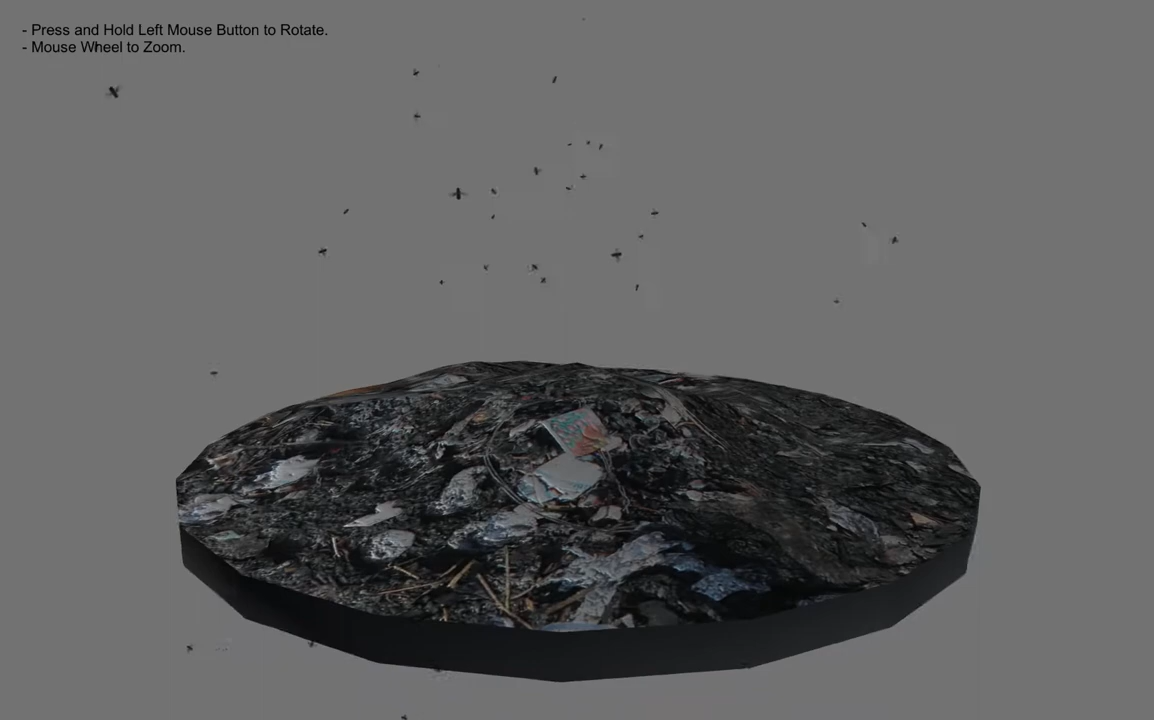 - Press and Hold Left Mouse Button to Rotate.
- Mouse Wheel to Zoom.